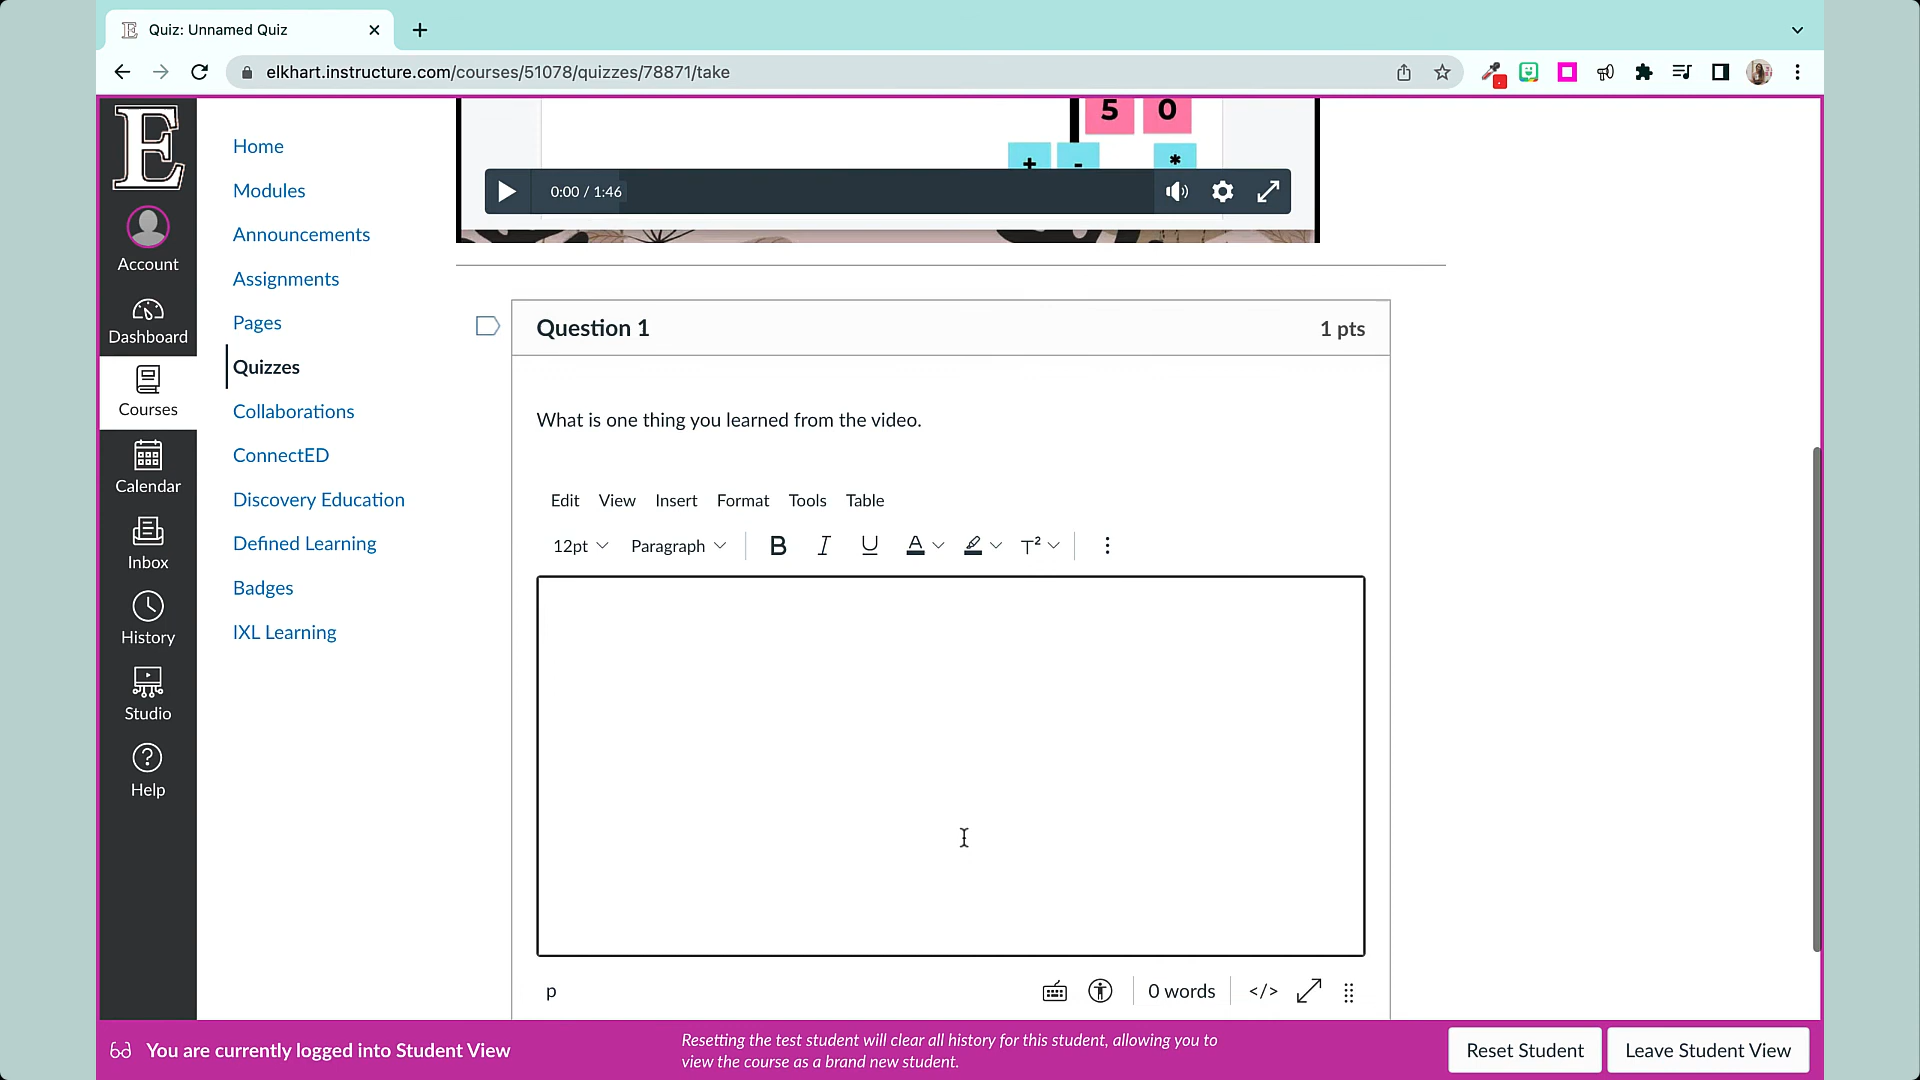 Quiz: Unnamed Quiz
elkhart.instructure.com/courses/51078/quizzes/78871/take
E
Account
Dashboard
Courses
Calendar
Inbox
History
Studio
Help
Home
Modules
Announcements
Assignments
Pages
Quizzes
Collaborations
ConnectED
Discovery Education
Defined Learning
Badges
IXL Learning
5 0
+ - *
0:00 / 1:46
Question 1 1 pts
What is one thing you learned from the video.
Edit View Insert Format Tools Table
12pt Paragraph B I U A T²
p 0 words </>
You are currently logged into Student View
Resetting the test student will clear all history for this student, allowing you to
view the course as a brand new student.
Reset Student Leave Student View